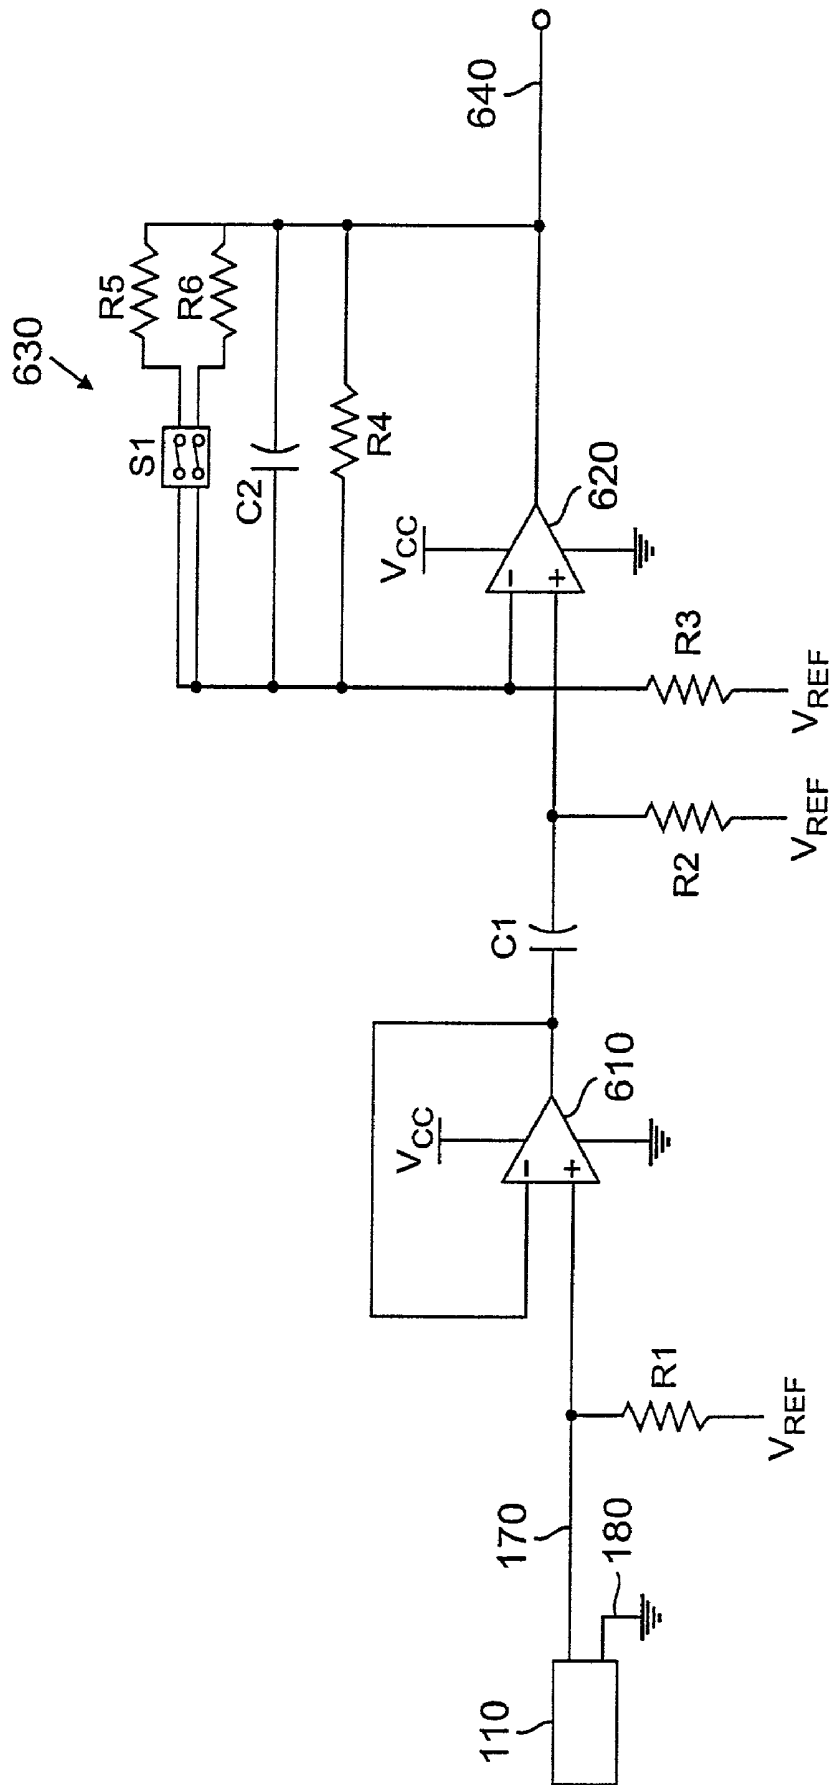 630
R5
R6
S1
C2
R4
640
VCC
−
+
620
R3
VREF
R2
VREF
C1
VCC
−
+
610
R1
VREF
170
180
110